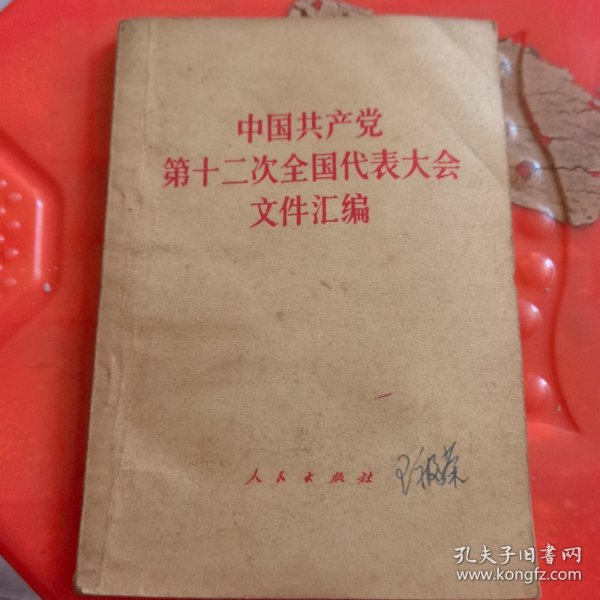 中国共产党
第十二次全国代表大会
文件汇编
人民出版社
孔夫子旧书网
www.kongfz.com